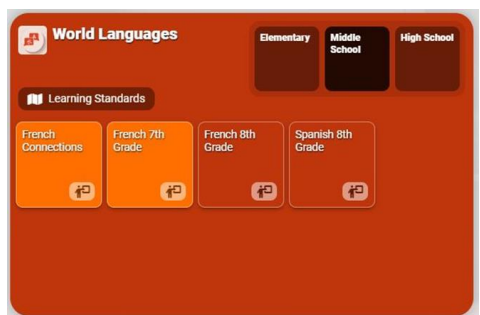 World Languages
Elementary
Middle
School
High School
Learning Standards
French
Connections
French 7th
Grade
French 8th
Grade
Spanish 8th
Grade